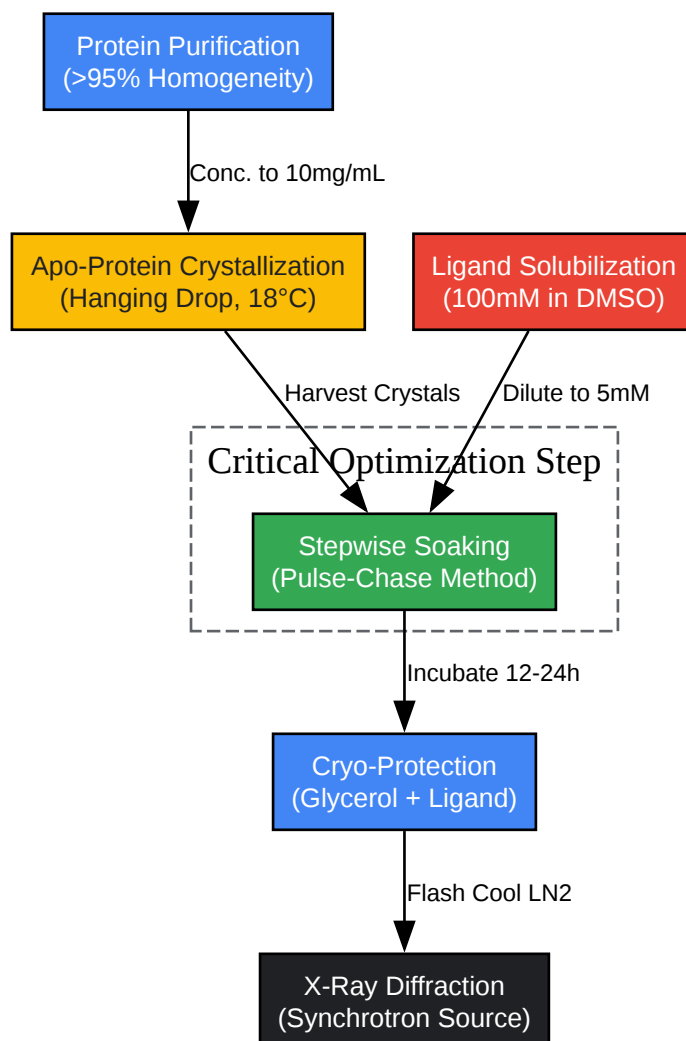 Protein Purification
(>95% Homogeneity)
Conc. to 10mg/mL
Apo-Protein Crystallization
(Hanging Drop, 18°C)
Ligand Solubilization
(100mM in DMSO)
Harvest Crystals
Dilute to 5mM
Critical Optimization Step
Stepwise Soaking
(Pulse-Chase Method)
Incubate 12-24h
Cryo-Protection
(Glycerol + Ligand)
Flash Cool LN2
X-Ray Diffraction
(Synchrotron Source)